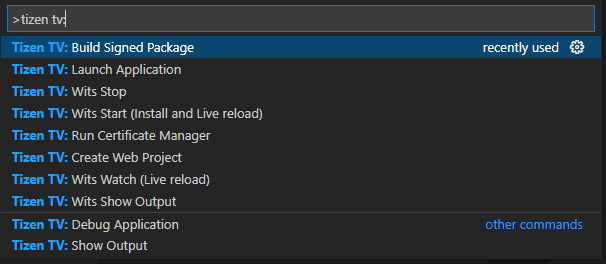 >tizen tv:
Tizen TV: Build Signed Package recently used
Tizen TV: Launch Application
Tizen TV: Wits Stop
Tizen TV: Wits Start (Install and Live reload)
Tizen TV: Run Certificate Manager
Tizen TV: Create Web Project
Tizen TV: Wits Watch (Live reload)
Tizen TV: Wits Show Output
Tizen TV: Debug Application other commands
Tizen TV: Show Output